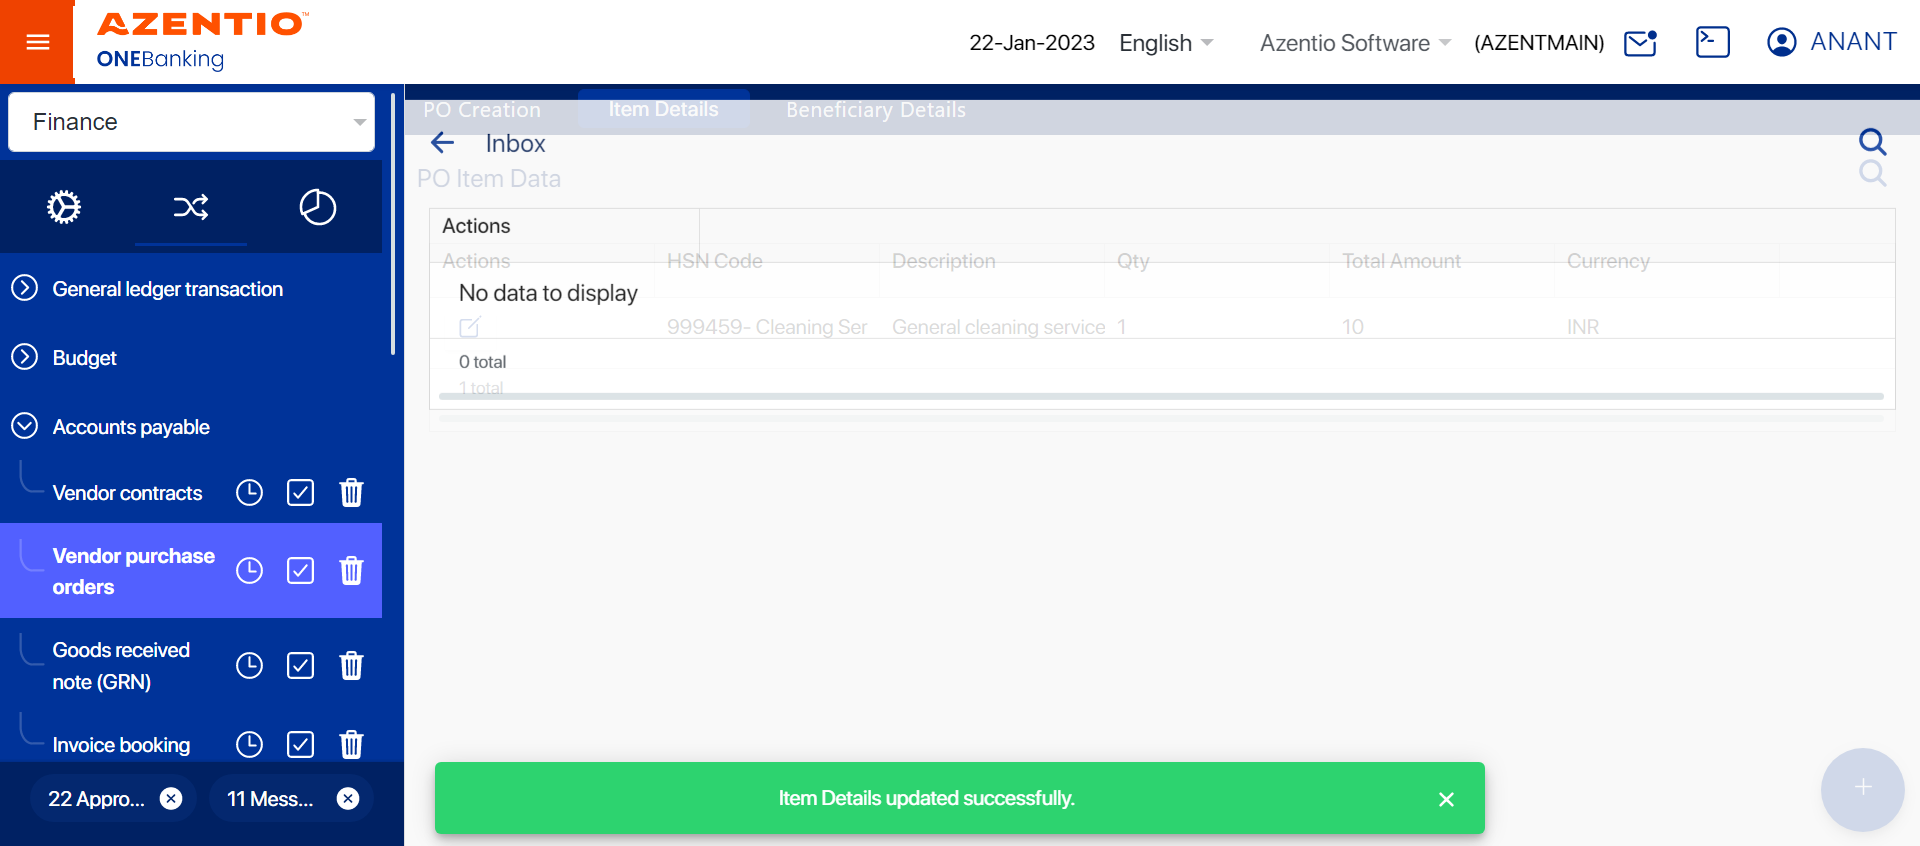 AZENTIO™
ONEBanking
22-Jan-2023 English Azentio Software (AZENTMAIN) ANANT
Finance
General ledger transaction
Budget
Accounts payable
Vendor contracts
Vendor purchase
orders
Goods received
note (GRN)
Invoice booking
22 Appro... 11 Mess...
PO Creation Item Details Beneficiary Details
Inbox
PO Item Data
Actions
Actions HSN Code Description Qty Total Amount Currency
No data to display
999459- Cleaning Ser General cleaning service 1 10 INR
0 total
1 total
Item Details updated successfully.